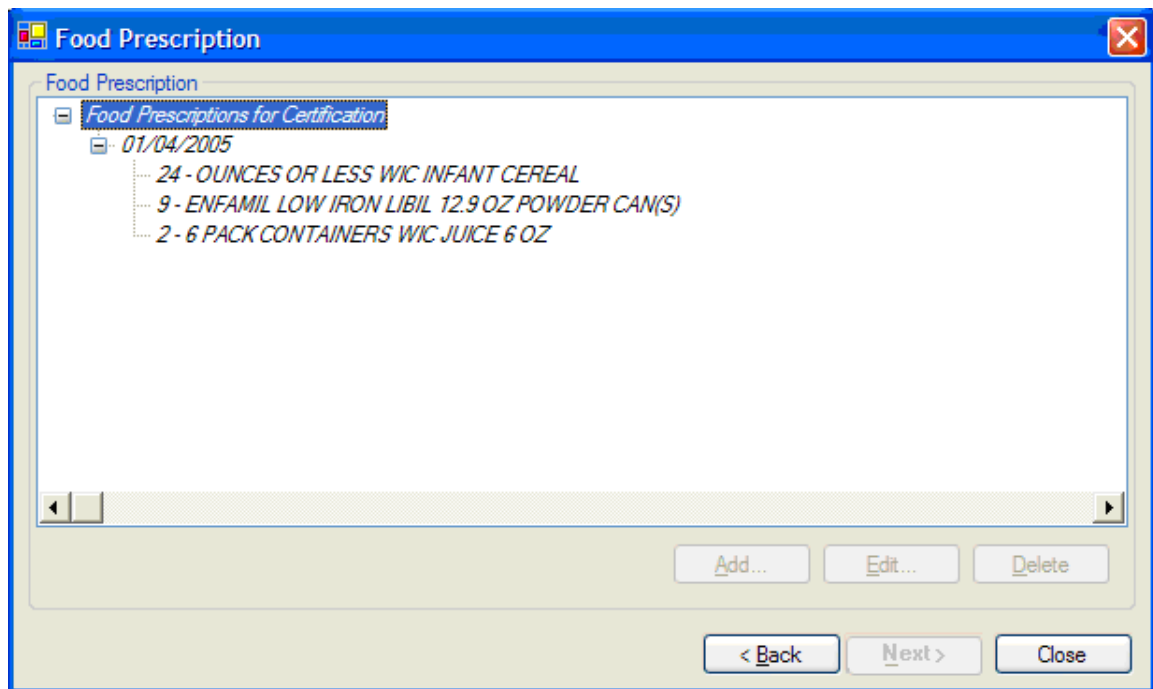 Food Prescription
Food Prescription
Food Prescriptions for Certification
01/04/2005
24 - OUNCES OR LESS WIC INFANT CEREAL
9 - ENFAMIL LOW IRON LIBIL 12.9 OZ POWDER CAN(S)
2 - 6 PACK CONTAINERS WIC JUICE 6 OZ
Add... Edit... Delete
< Back Next > Close